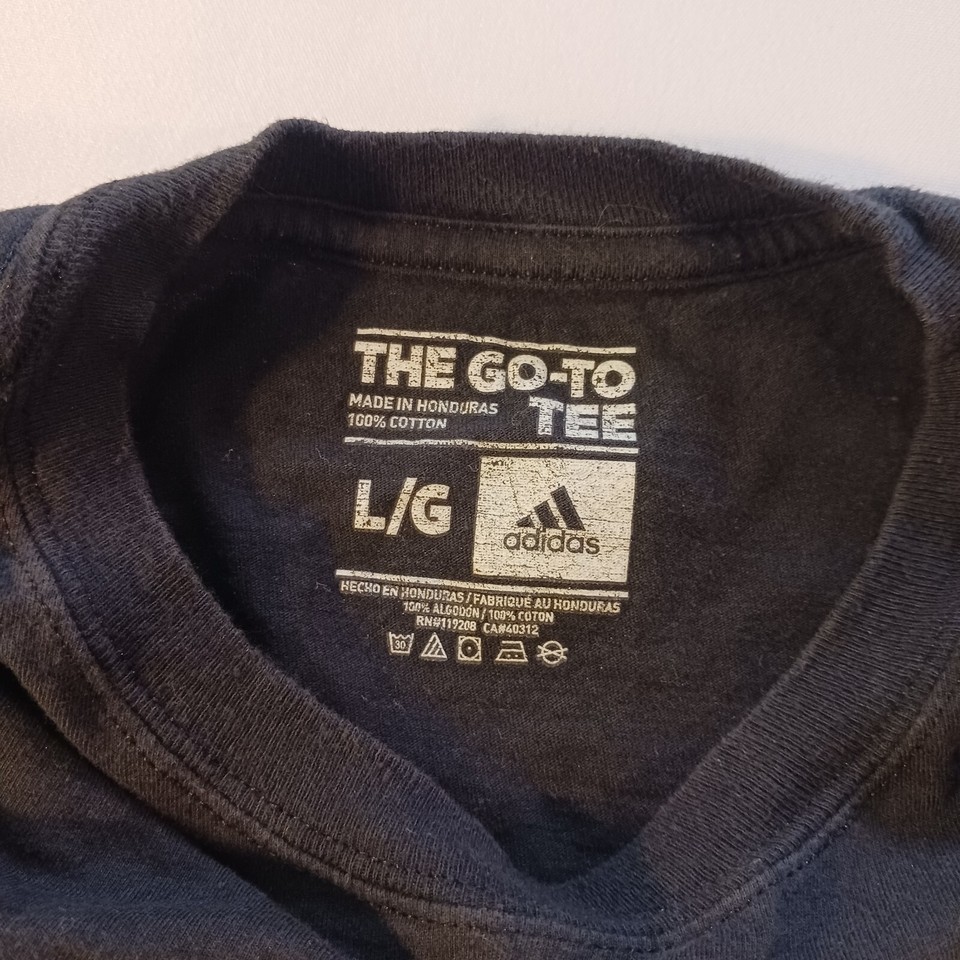 THE GO-TO
MADE IN HONDURAS TEE
100% COTTON
L/G
adidas
HECHO EN HONDURAS / FABRIQUÉ AU HONDURAS
100% ALGODÓN / 100% COTON
RN#119208 CA#40312
30